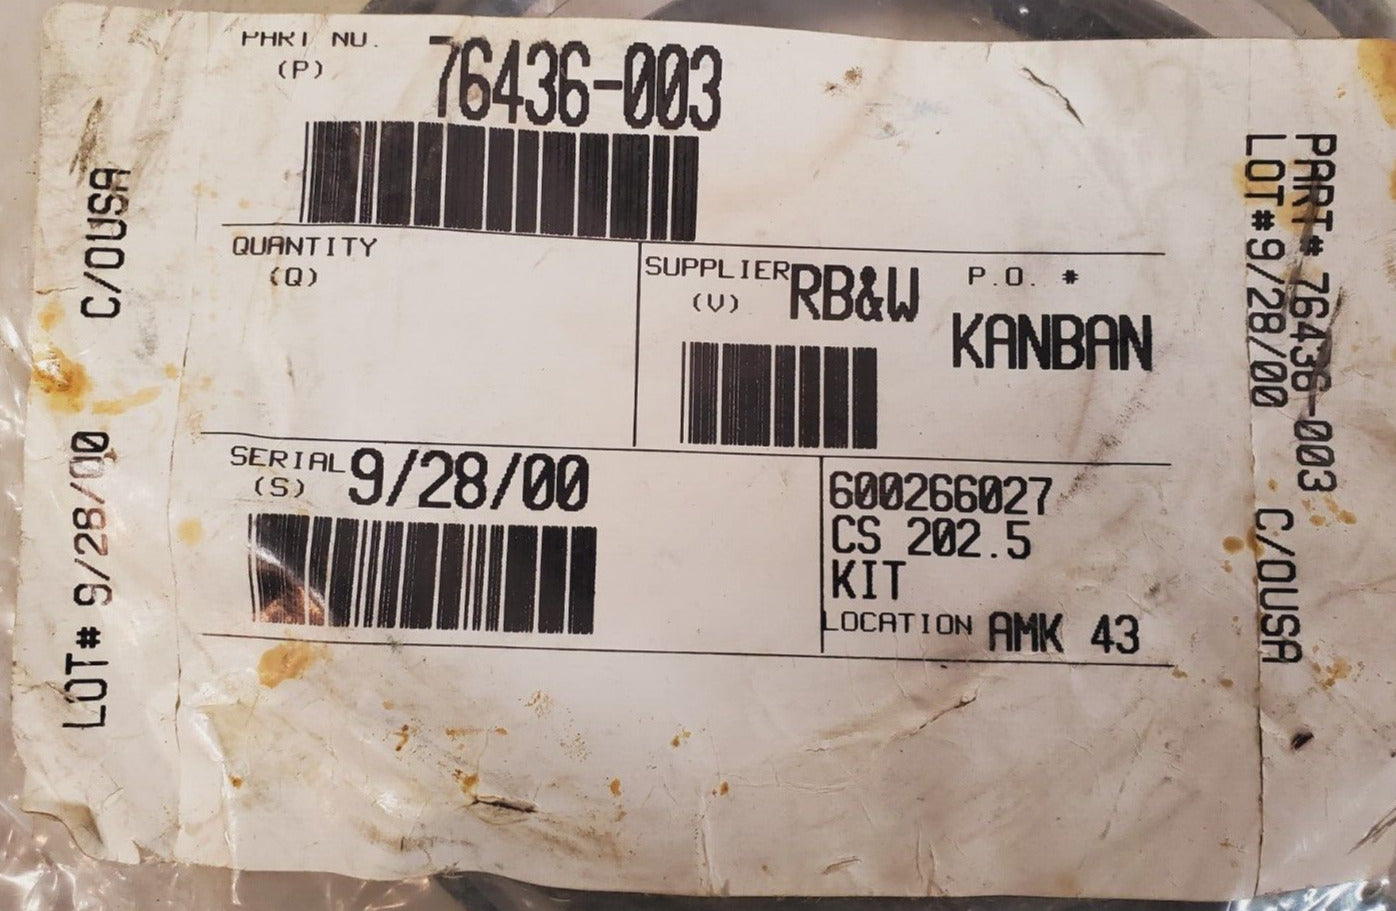 PART NO.
(P)
76436-003
QUANTITY
(Q)
SUPPLIER RB&W
(V)
P.O. #
KANBAN
SERIAL 9/28/00
(S)
600266027
CS 202.5
KIT
LOCATION AMK 43
LOT# 9/28/00 C/OUSA
PART# 76436-003
LOT#9/28/00 C/OUSA